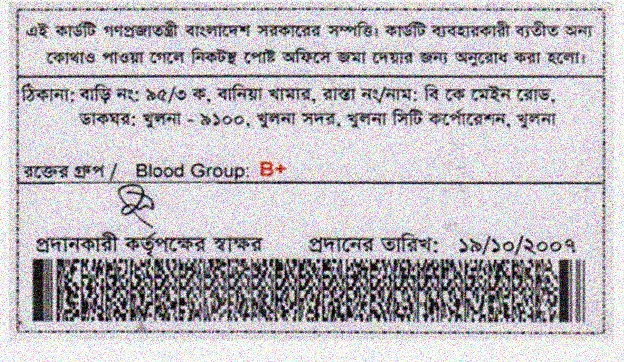 এই কার্ডটি গণপ্রজাতন্ত্রী বাংলাদেশ সরকারের সম্পত্তি। কার্ডটি ব্যবহারকারী ব্যতীত অন্য
কোথাও পাওয়া গেলে নিকটস্থ পোষ্ট অফিসে জমা দেয়ার জন্য অনুরোধ করা হলো।
ঠিকানা: বাড়ি নং: ৯৫/৩ ক, বানিয়া খামার, রাস্তা নং/নাম: বি কে মেইন রোড,
ডাকঘর: খুলনা - ৯১০০, খুলনা সদর, খুলনা সিটি কর্পোরেশন, খুলনা
রক্তের গ্রুপ / Blood Group: B+
প্রদানকারী কর্তৃপক্ষের স্বাক্ষর প্রদানের তারিখ: ১৯/১০/২০০৭